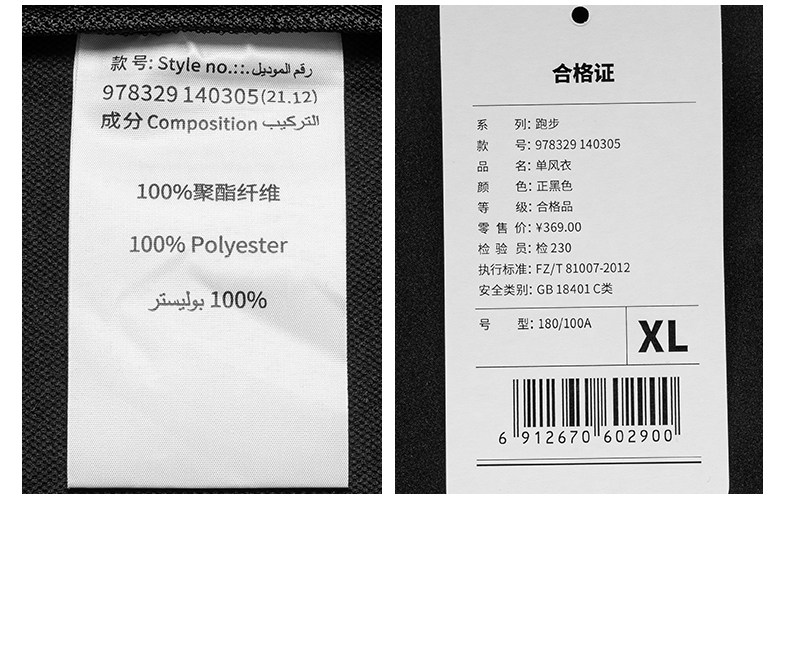 款号: Style no.::. رقم الموديل
978329 140305(21.12)
成分 Composition التركيب
100%聚酯纤维
100% Polyester
100% بوليستر
合格证
系 列: 跑步
款 号: 978329 140305
品 名: 单风衣
颜 色: 正黑色
等 级: 合格品
零 售 价: ¥369.00
检 验 员: 检 230
执行标准: FZ/T 81007-2012
安全类别: GB 18401 C类
号 型: 180/100A
XL
6 912670 602900